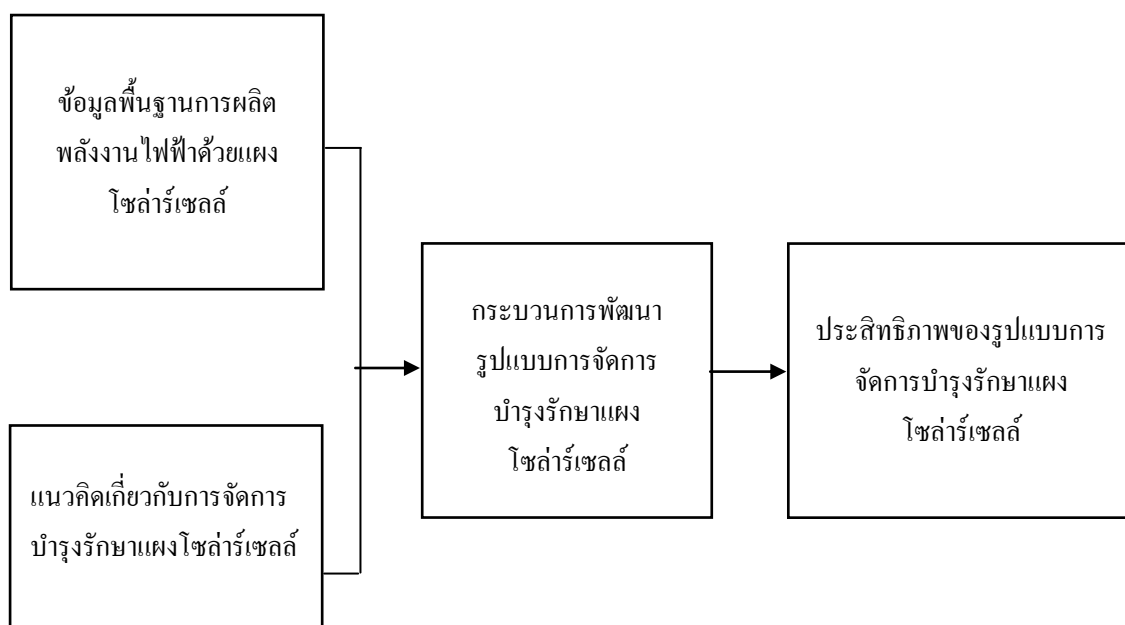 ข้อมูลพื้นฐานการผลิต
พลังงานไฟฟ้าด้วยแผง
โซล่าร์เซลล์
แนวคิดเกี่ยวกับการจัดการ
บำรุงรักษาแผงโซล่าร์เซลล์
กระบวนการพัฒนา
รูปแบบการจัดการ
บำรุงรักษาแผง
โซล่าร์เซลล์
ประสิทธิภาพของรูปแบบการ
จัดการบำรุงรักษาแผง
โซล่าร์เซลล์